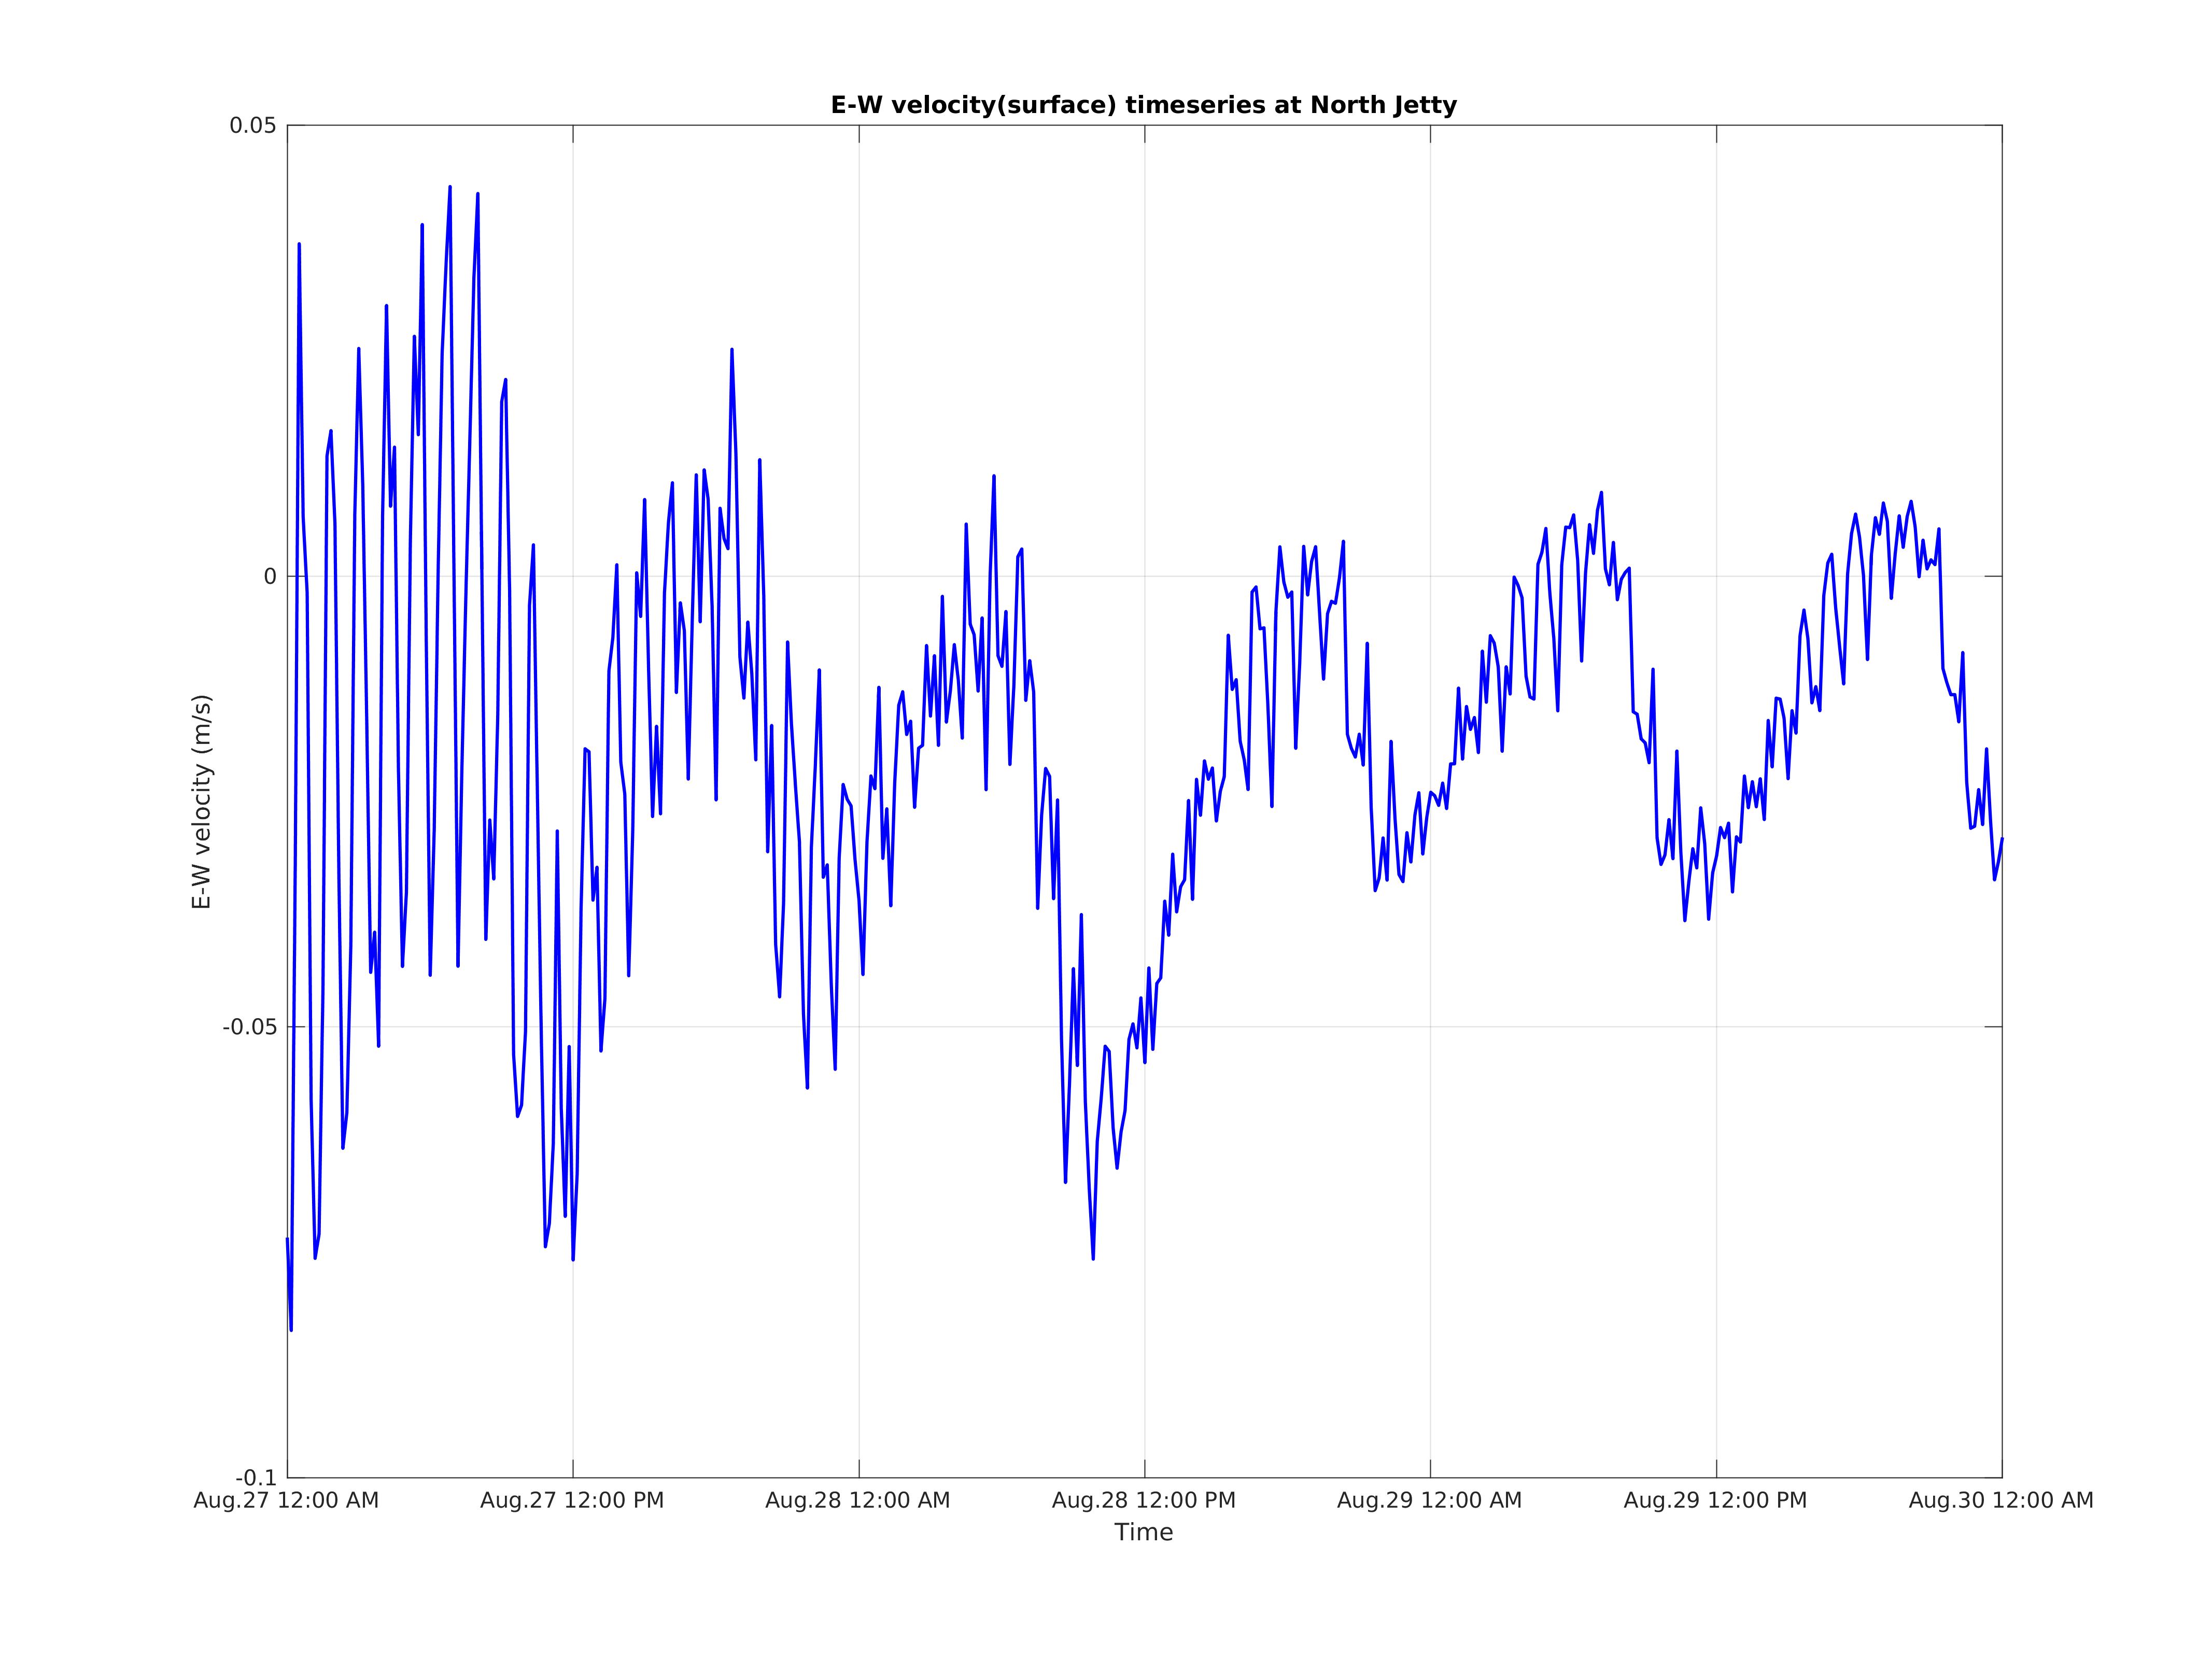 E-W velocity(surface) timeseries at North Jetty
0.05
0
-0.05
-0.1
E-W velocity (m/s)
Aug.27 12:00 AM Aug.27 12:00 PM Aug.28 12:00 AM Aug.28 12:00 PM Aug.29 12:00 AM Aug.29 12:00 PM Aug.30 12:00 AM
Time